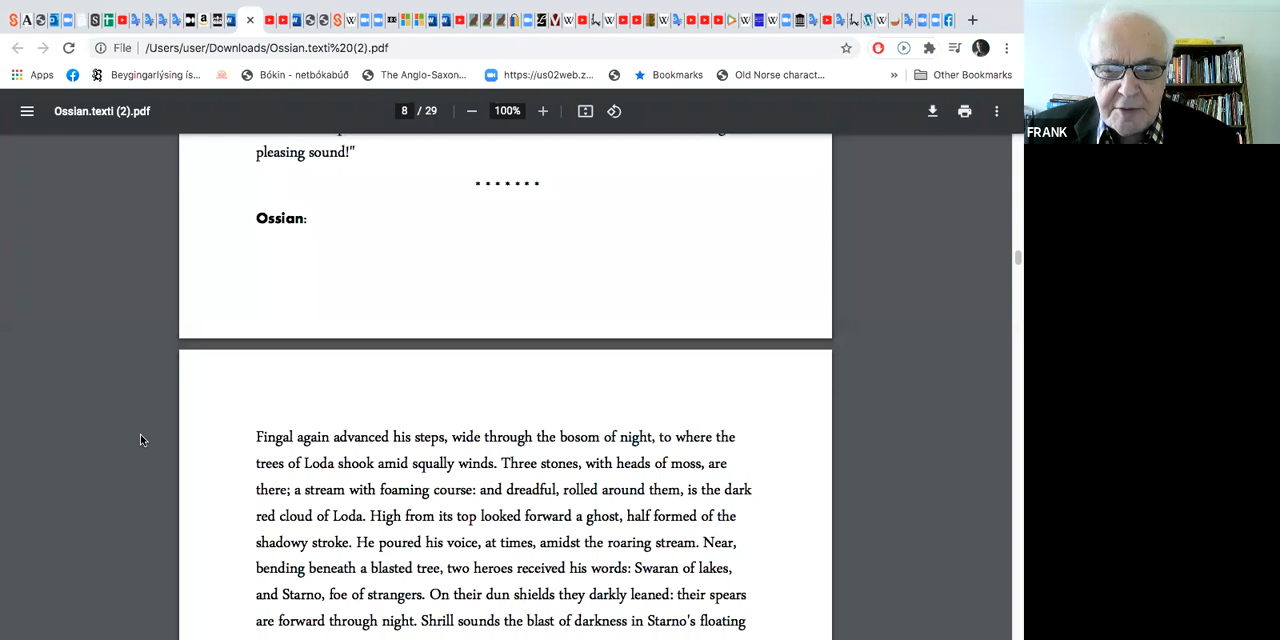 File /Users/user/Downloads/Ossian.texti%20(2).pdf
Apps Beygingarlýsing ís... Bókin - netbókabúð The Anglo-Saxon... https://us02web.z... Bookmarks Old Norse charact... » Other Bookmarks
Ossian.texti (2).pdf 8 / 29 100%
FRANK
pleasing sound!"
.......
Ossian:
Fingal again advanced his steps, wide through the bosom of night, to where the
trees of Loda shook amid squally winds. Three stones, with heads of moss, are
there; a stream with foaming course: and dreadful, rolled around them, is the dark
red cloud of Loda. High from its top looked forward a ghost, half formed of the
shadowy stroke. He poured his voice, at times, amidst the roaring stream. Near,
bending beneath a blasted tree, two heroes received his words: Swaran of lakes,
and Starno, foe of strangers. On their dun shields they darkly leaned: their spears
are forward through night. Shrill sounds the blast of darkness in Starno's floating